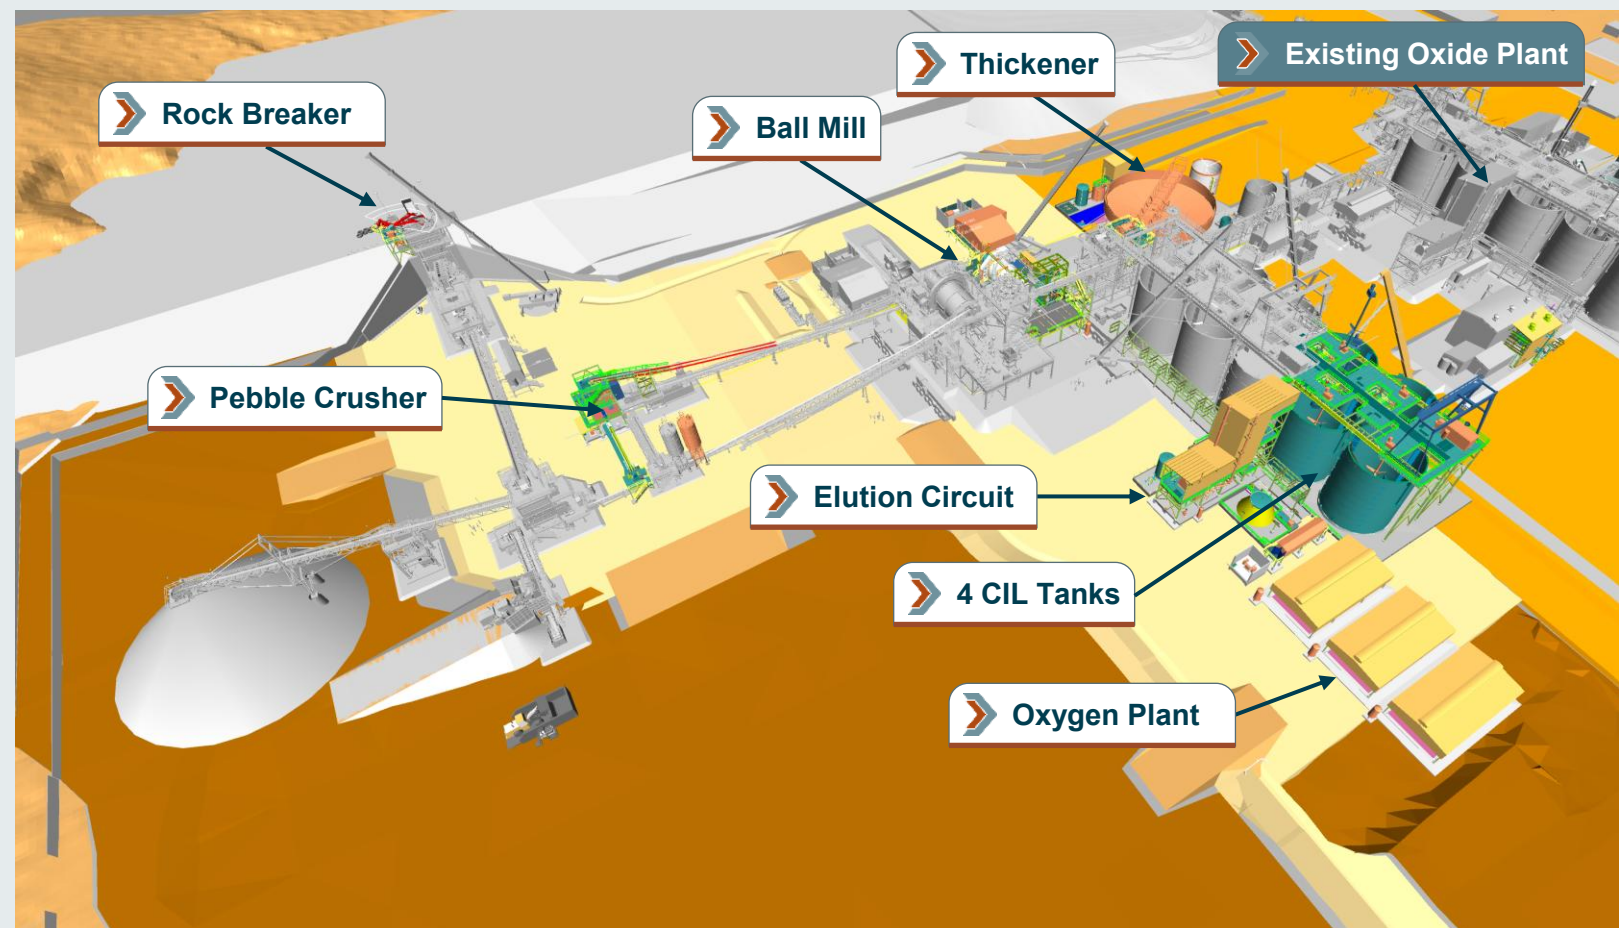 Existing Oxide Plant
Thickener
Rock Breaker
Ball Mill
Pebble Crusher
Elution Circuit
4 CIL Tanks
Oxygen Plant